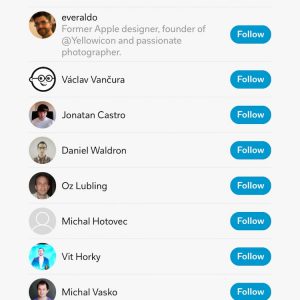 everaldo
Former Apple designer, founder of
@Yellowicon and passionate
photographer.
Follow
Václav Vančura
Follow
Jonatan Castro
Follow
Daniel Waldron
Follow
Oz Lubling
Follow
Michal Hotovec
Follow
Vit Horky
Follow
Michal Vasko
Follow